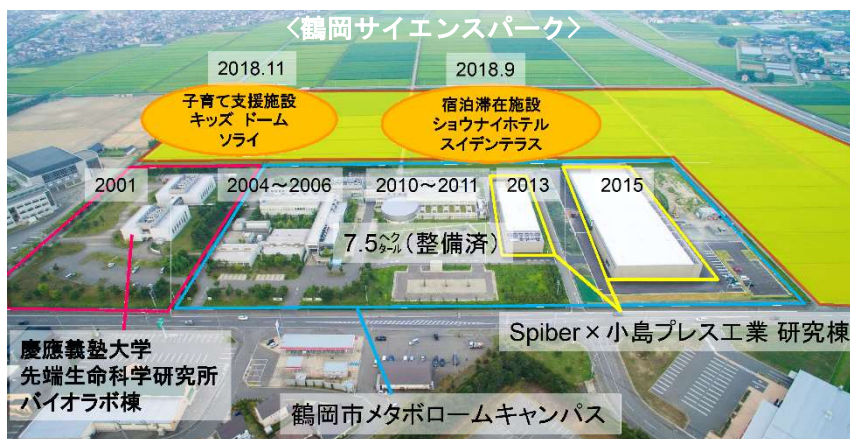 〈鶴岡サイエンスパーク〉
2018.11
2018.9
子育て支援施設
キッズ ドーム
ソライ
宿泊滞在施設
ショウナイホテル
スイデンテラス
2001
2004～2006
2010～2011
2013
2015
7.5ヘクタール（整備済）
Spiber×小島プレス工業 研究棟
慶應義塾大学
先端生命科学研究所
バイオラボ棟
鶴岡市メタボロームキャンパス